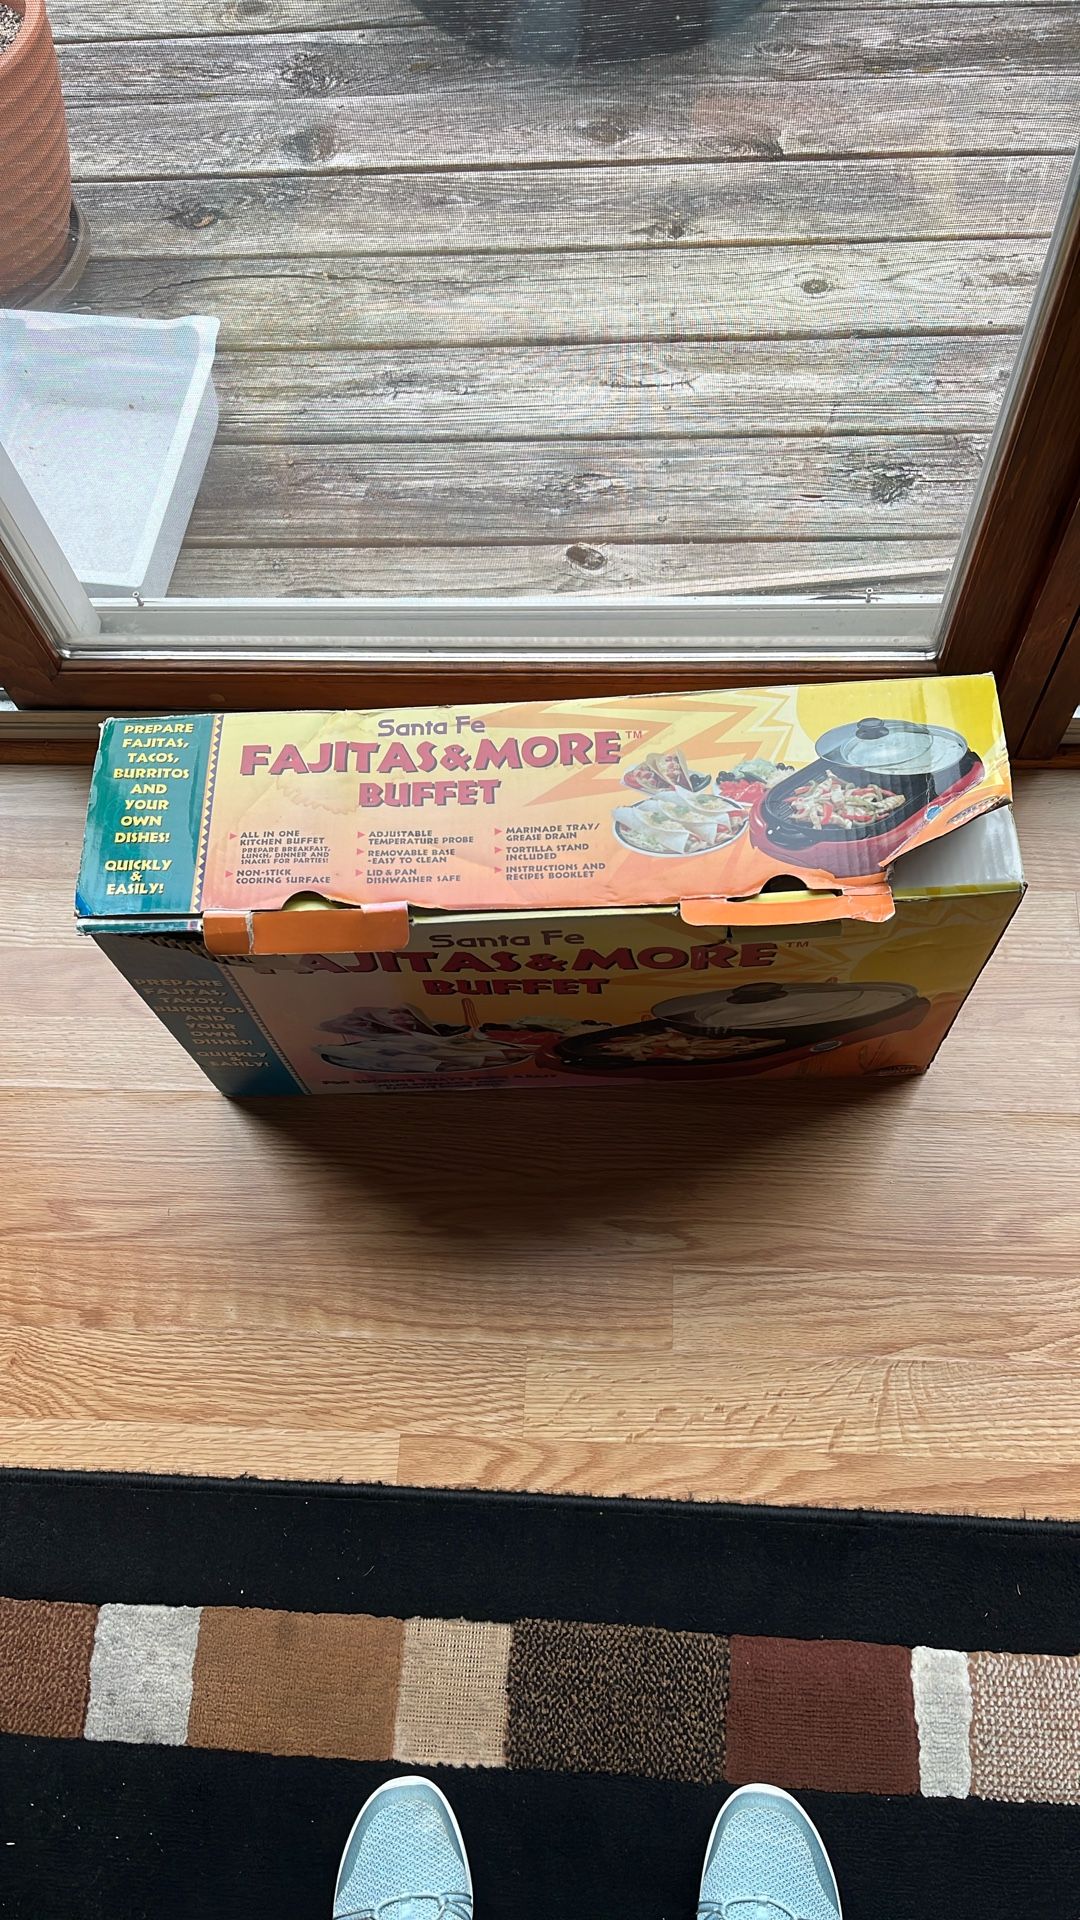 PREPARE
FAJITAS,
TACOS,
BURRITOS
AND
YOUR
OWN
DISHES!
QUICKLY
&
EASILY!
Santa Fe
FAJITAS&MORE™
BUFFET
ALL IN ONE
KITCHEN BUFFET
PREPARE BREAKFAST,
LUNCH, DINNER AND
SNACKS FOR PARTIES!
NON-STICK
COOKING SURFACE
ADJUSTABLE
TEMPERATURE PROBE
REMOVABLE BASE
-EASY TO CLEAN
LID & PAN
DISHWASHER SAFE
MARINADE TRAY/
GREASE DRAIN
TORTILLA STAND
INCLUDED
INSTRUCTIONS AND
RECIPES BOOKLET
PREPARE
FAJITAS,
TACOS,
BURRITOS
AND
YOUR
OWN
DISHES!
QUICKLY
&
EASILY!
Santa Fe
FAJITAS&MORE™
BUFFET